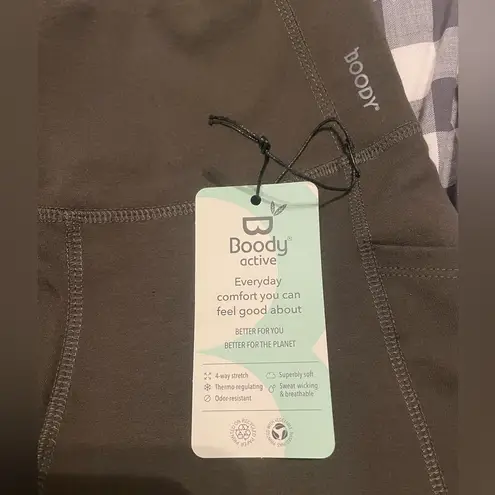 BOODY
Boody®
active
Everyday
comfort you can
feel good about
BETTER FOR YOU
BETTER FOR THE PLANET
4-way stretch
Superbly soft
Thermo regulating
Sweat wicking
& breathable
Odor resistant